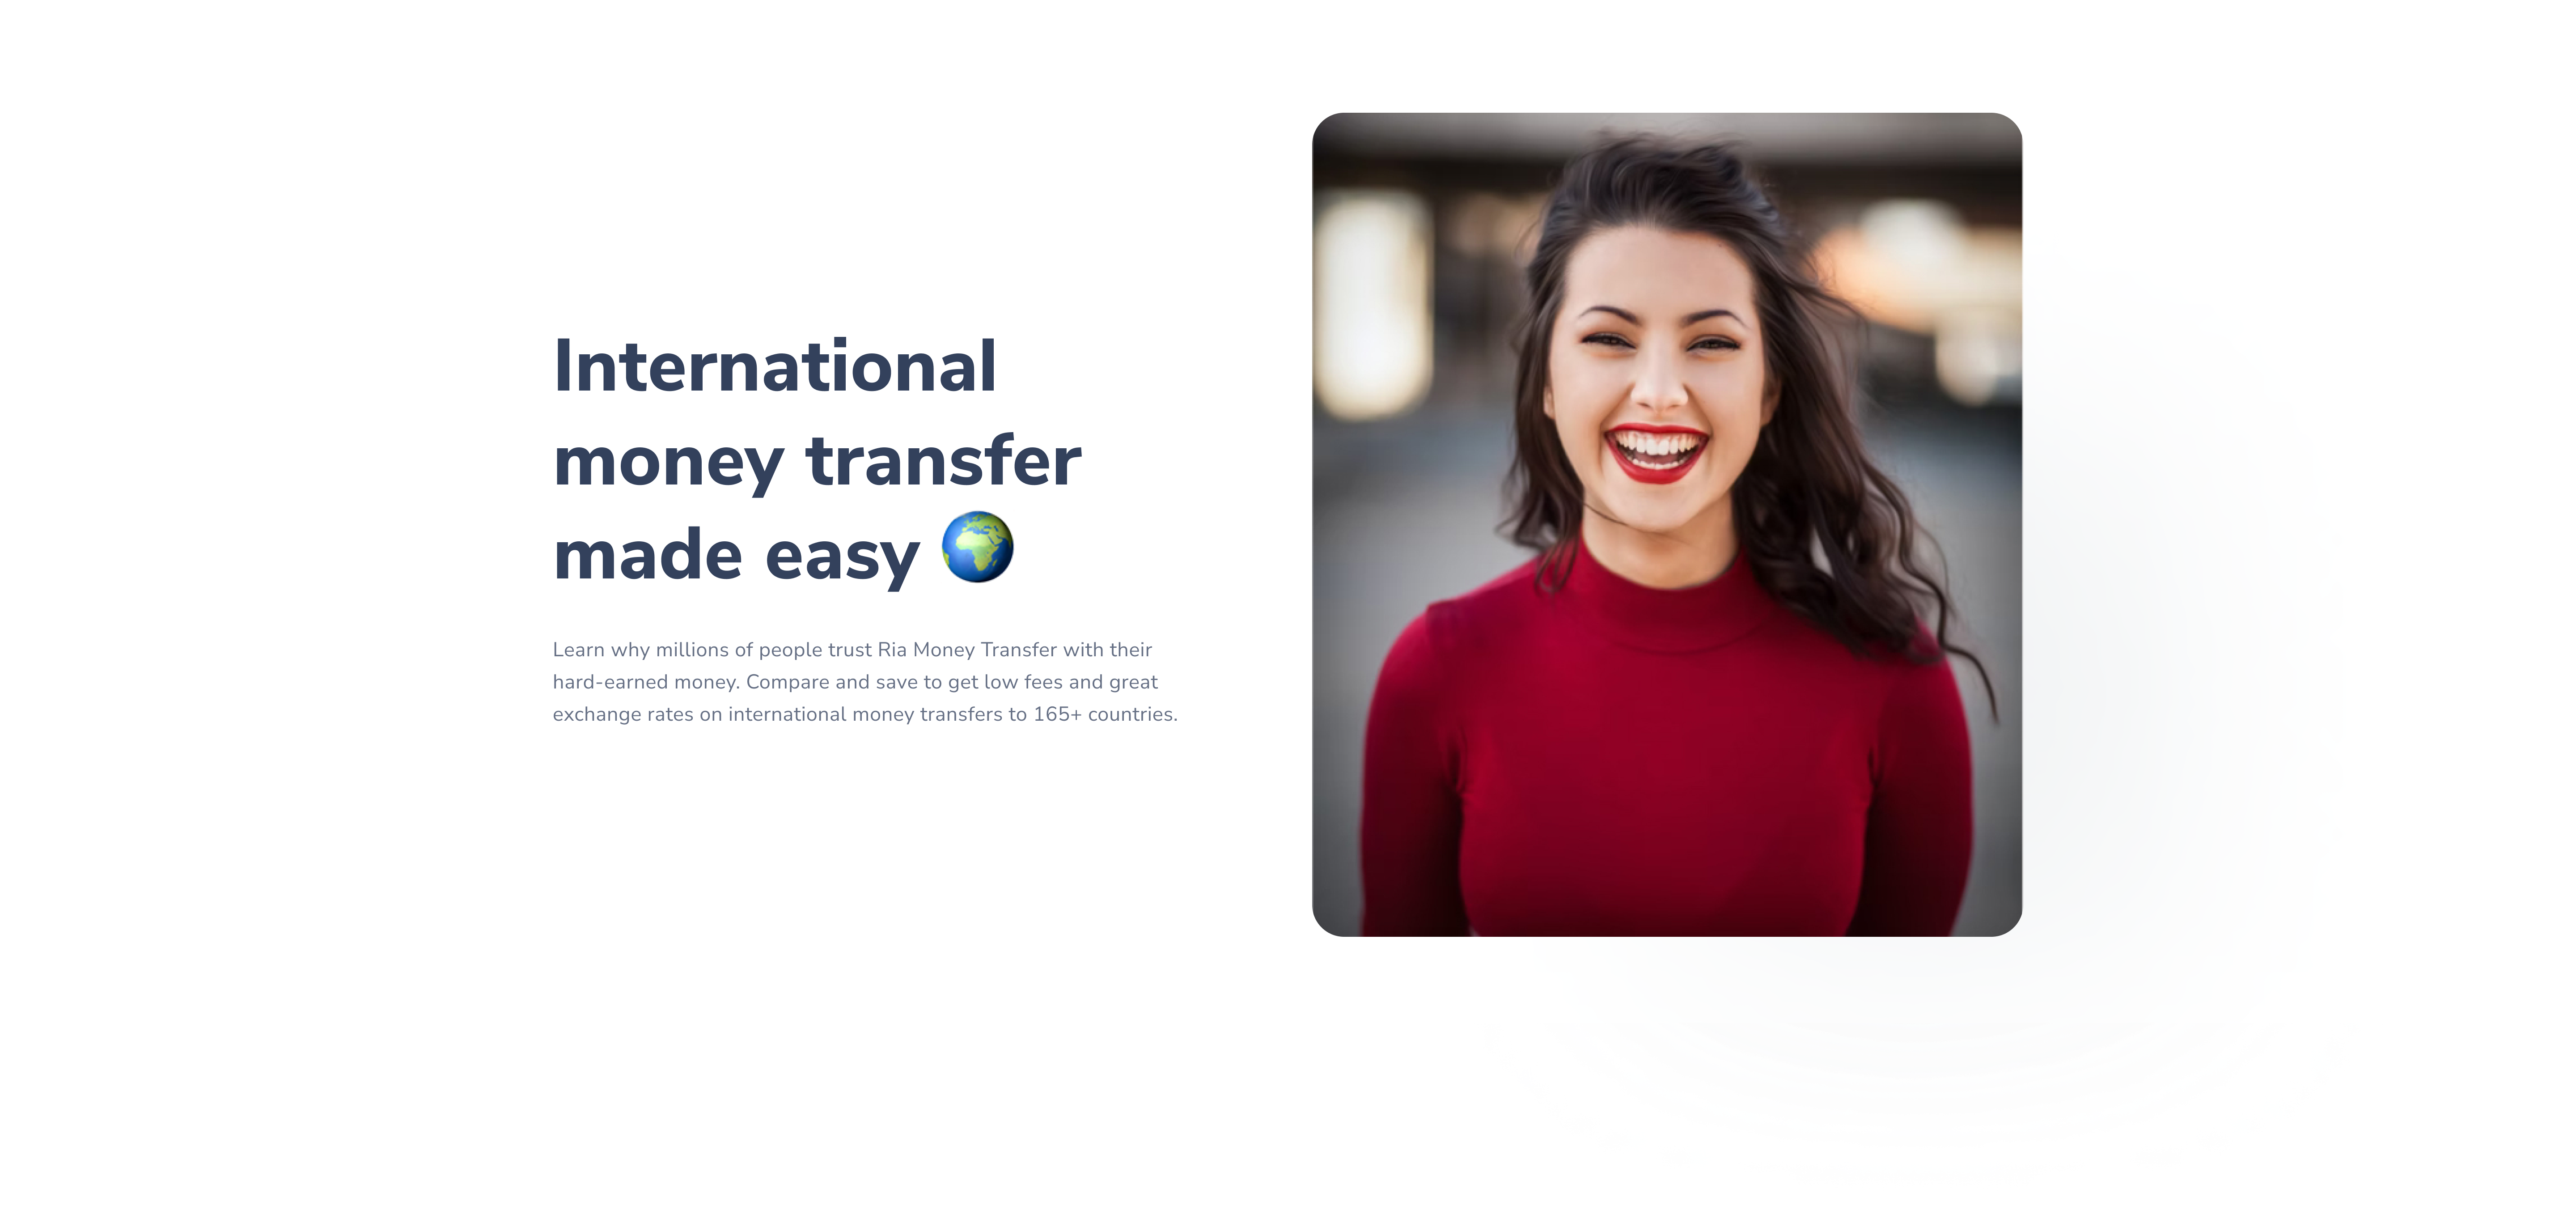 International
money transfer
made easy 🌍
Learn why millions of people trust Ria Money Transfer with their
hard-earned money. Compare and save to get low fees and great
exchange rates on international money transfers to 165+ countries.